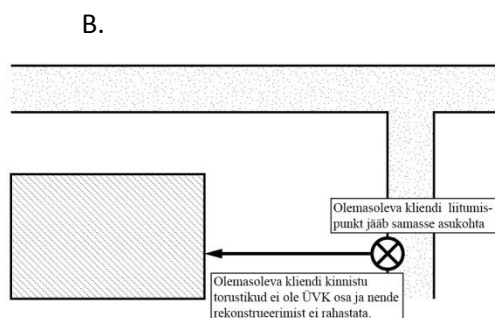 B.
Olemasoleva kliendi liitumis-
punkt jääb samasse asukohta
Olemasoleva kliendi kinnistu
torustikud ei ole ÜVK osa ja nende
rekonstrueerimist ei rahastata.